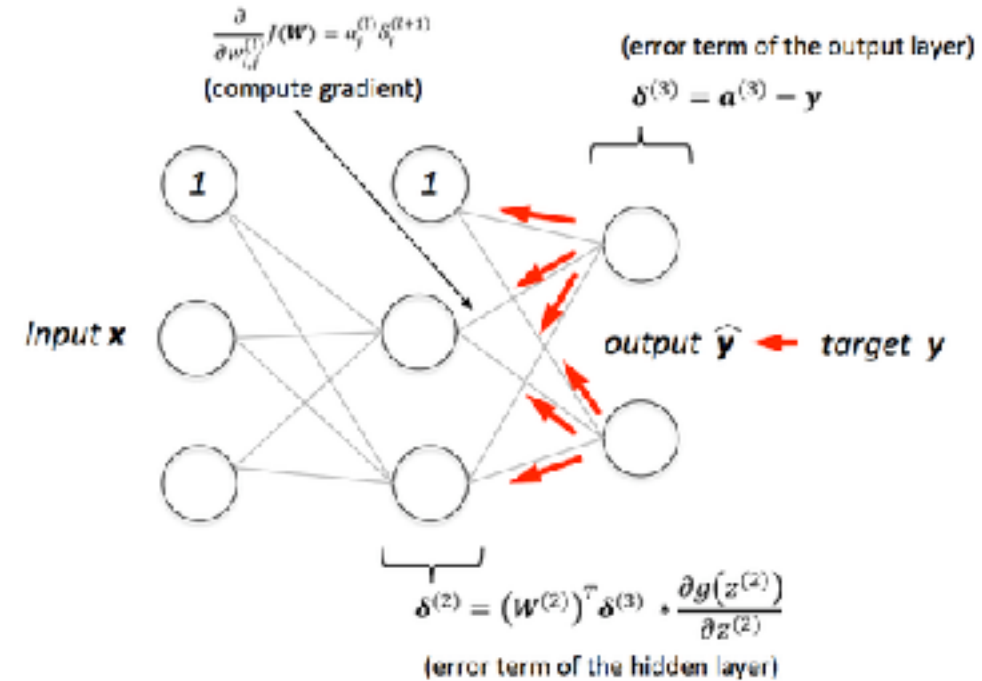 ∂/∂w_{i,j}^{(l)} J(W) = a_j^{(l)} δ_i^{(l+1)}
(compute gradient)
(error term of the output layer)
δ^{(3)} = a^{(3)} − y
1
1
Input x
output ŷ
target y
δ^{(2)} = (W^{(2)})^T δ^{(3)} * ∂g(z^{(2)})/∂z^{(2)}
(error term of the hidden layer)